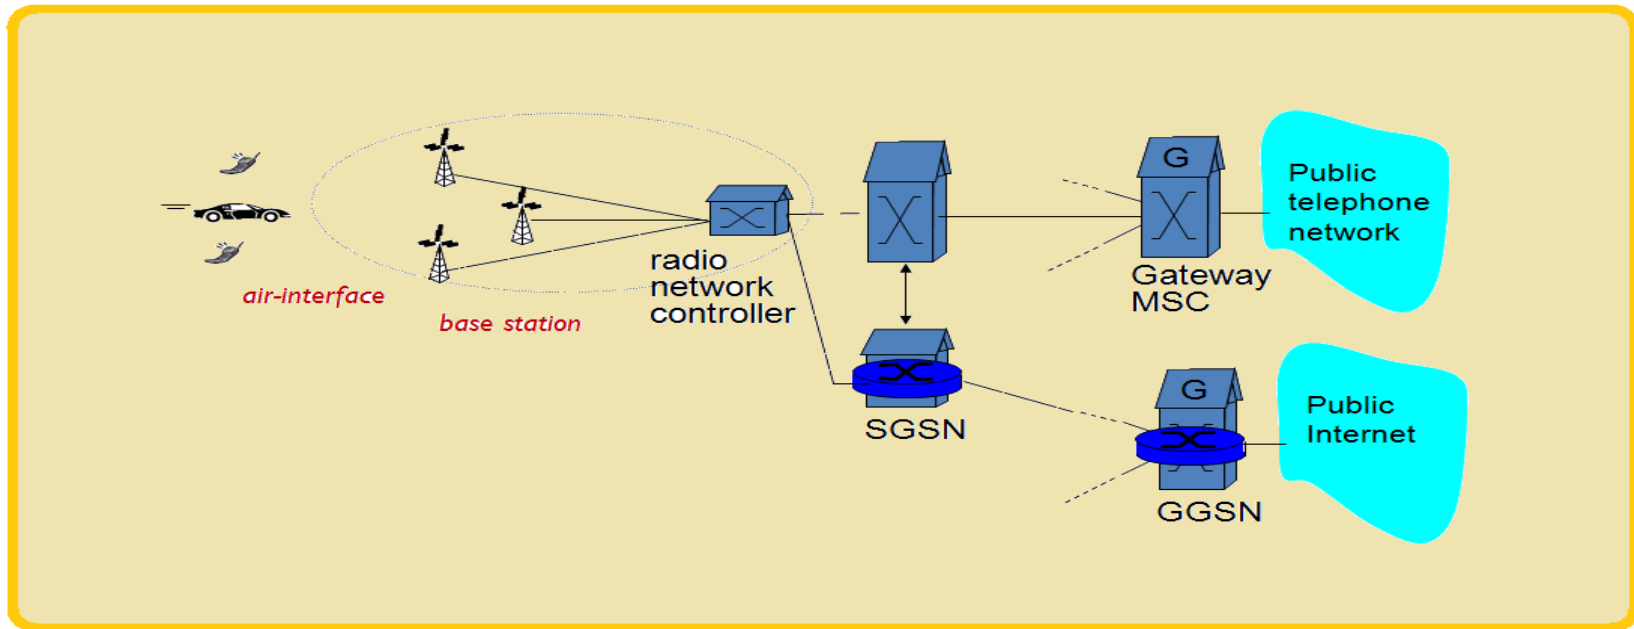 air-interface
base station
radio
network
controller
SGSN
G
Gateway
MSC
Public
telephone
network
G
GGSN
Public
Internet